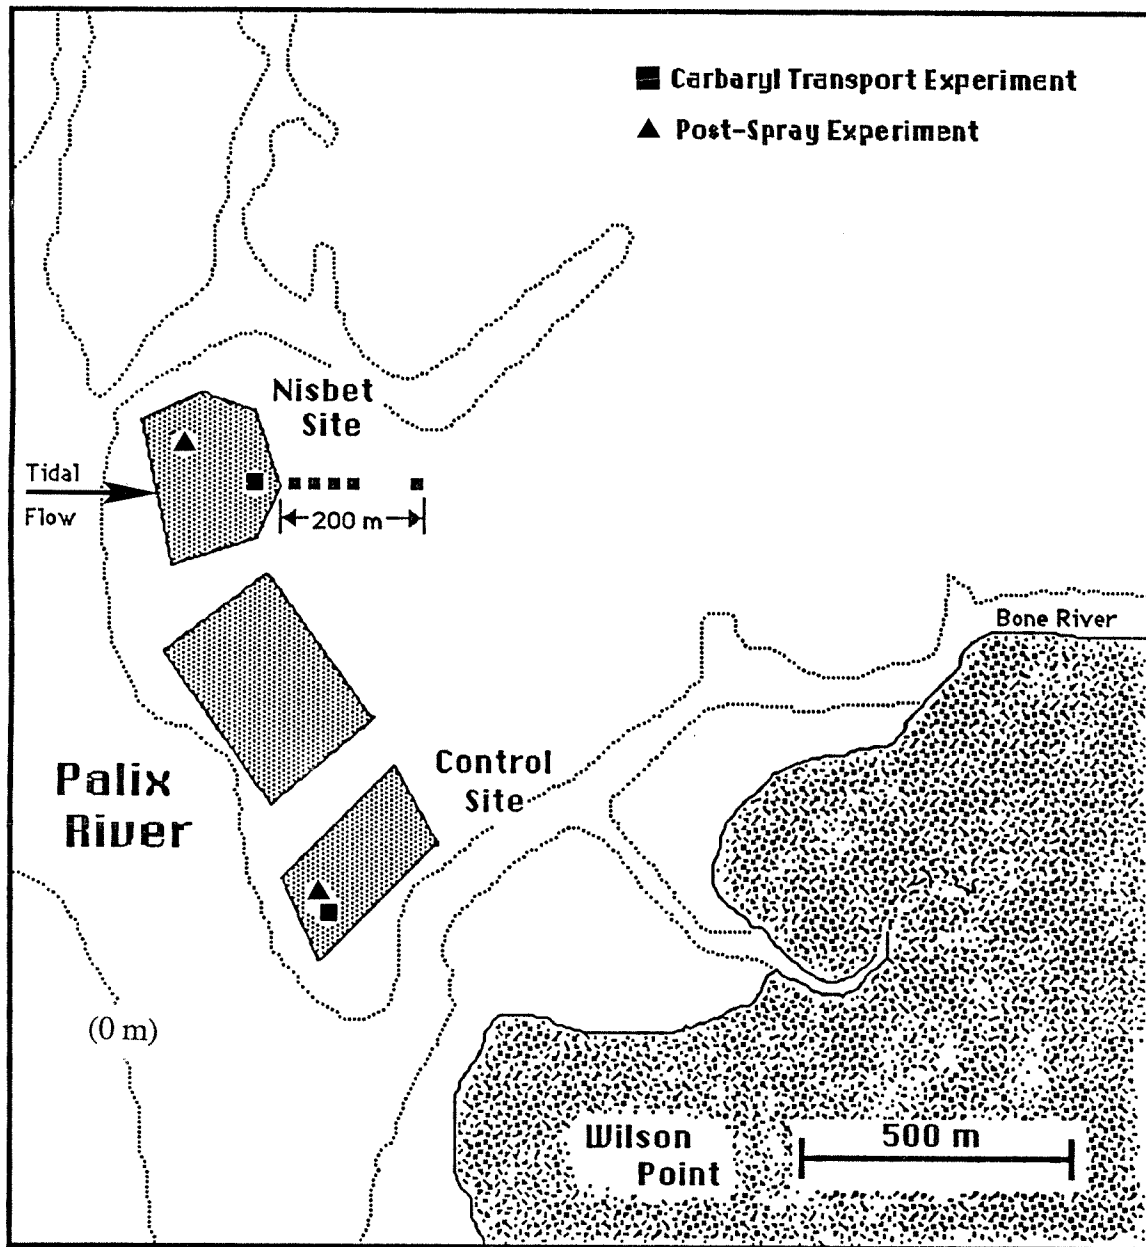 Carbaryl Transport Experiment
Post-Spray Experiment
Nisbet
Site
Tidal
Flow
200 m
Bone River
Palix
River
Control
Site
(0 m)
Wilson
Point
500 m